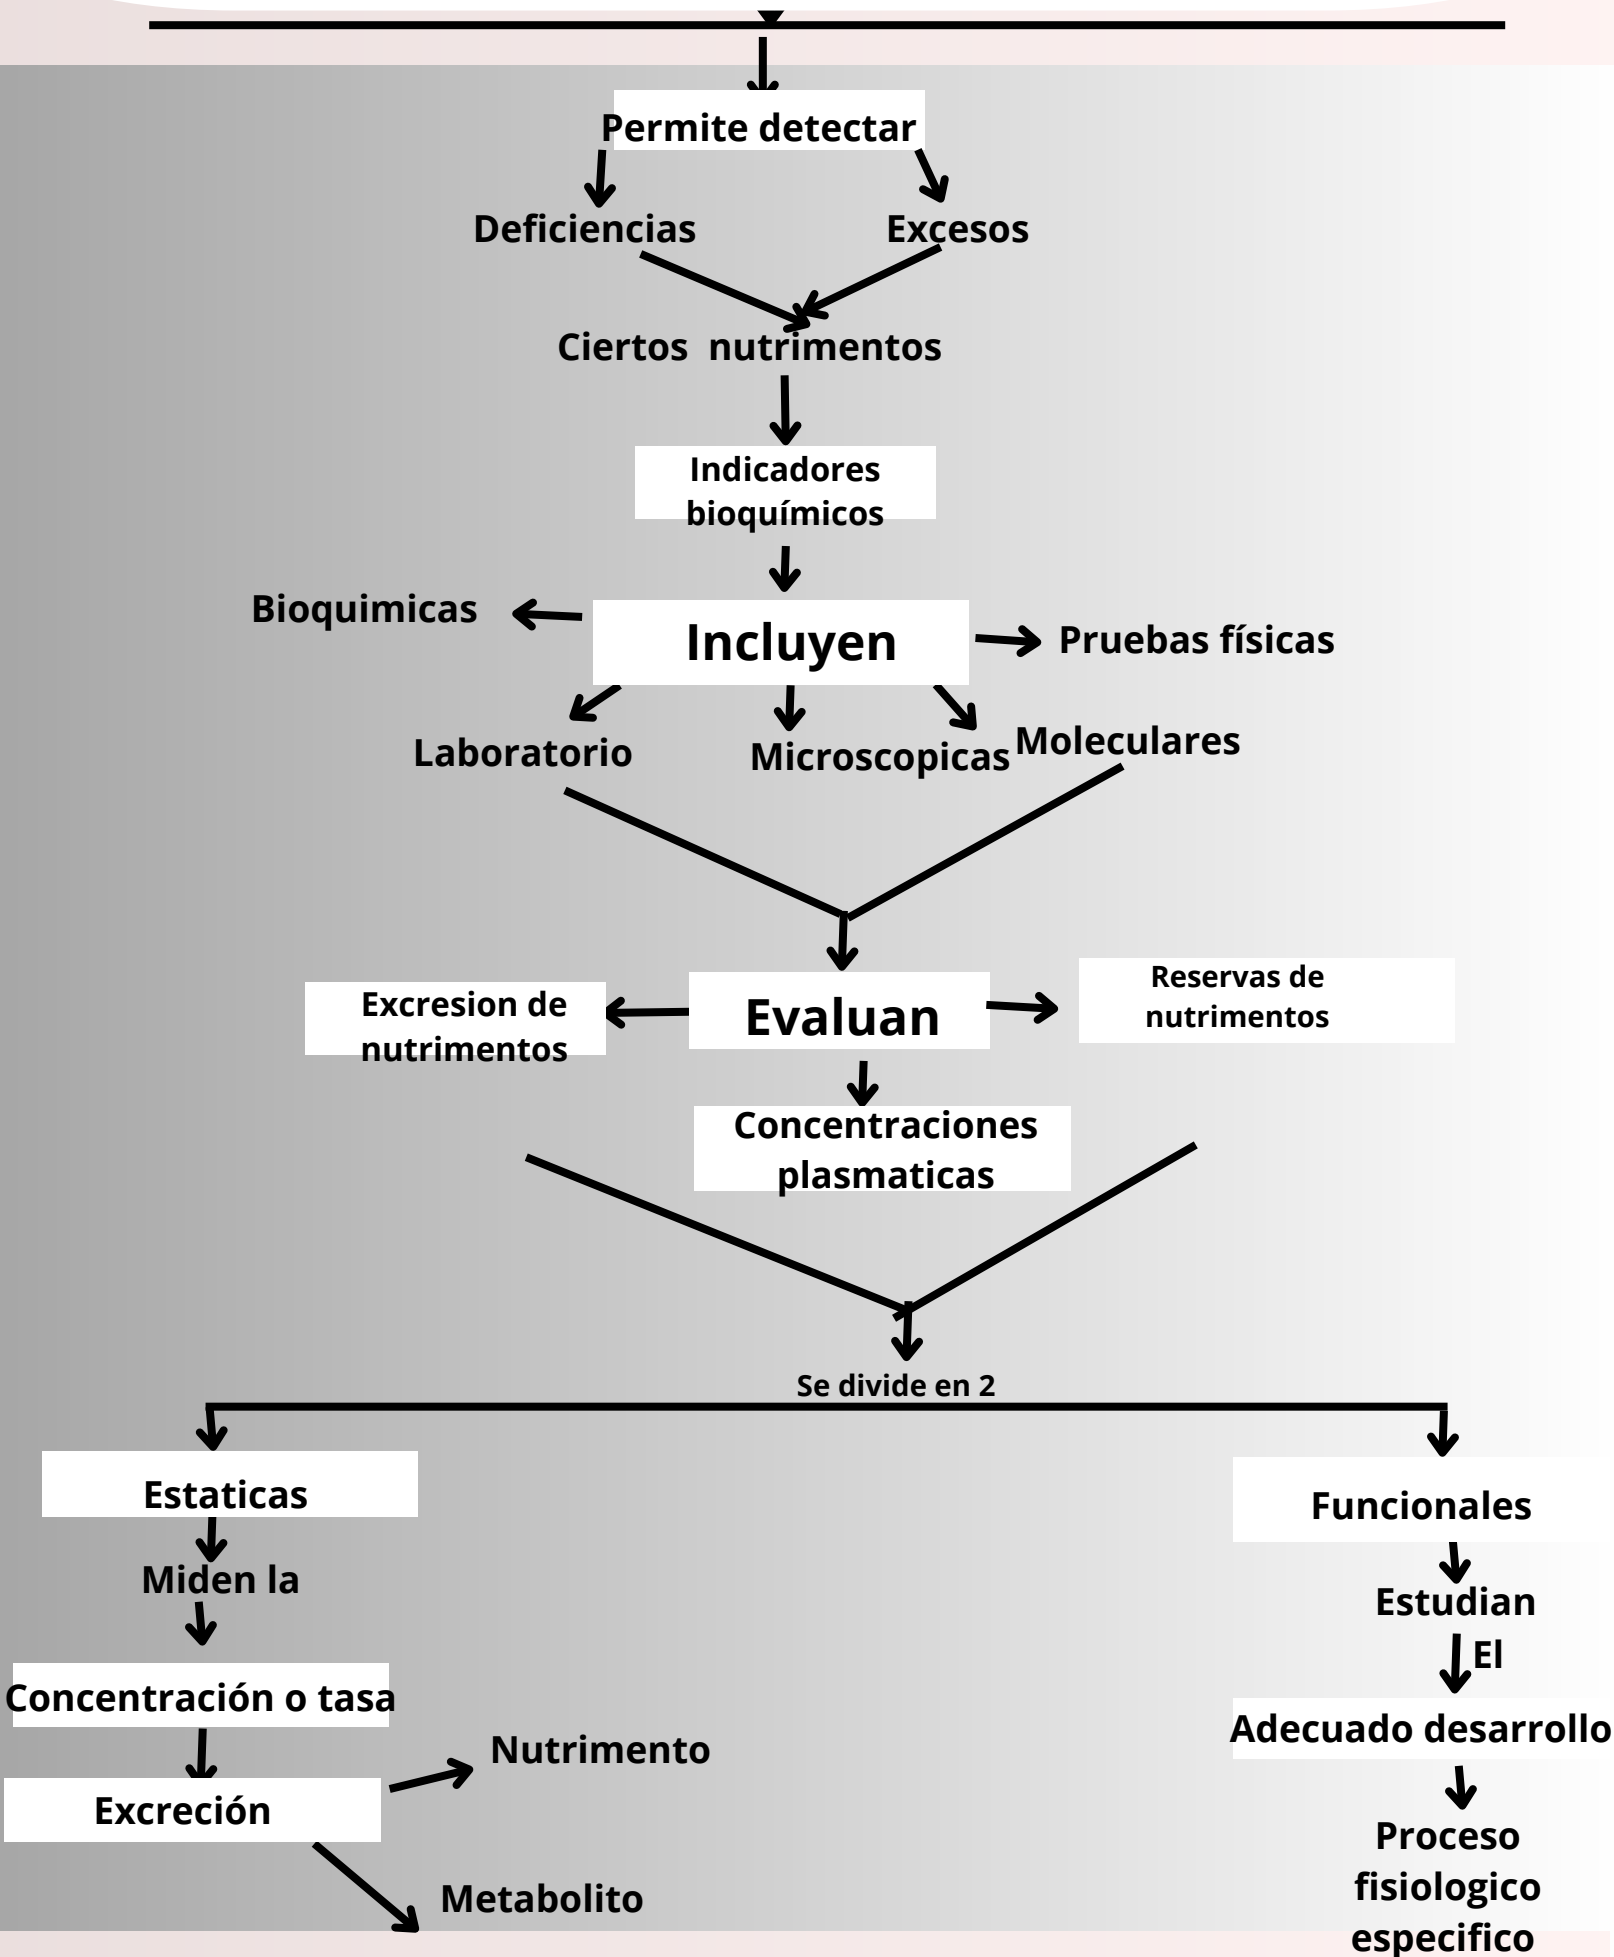 Permite detectar
Deficiencias
Excesos
Ciertos nutrimentos
Indicadores
bioquímicos
Bioquimicas
Incluyen
Pruebas físicas
Laboratorio
Microscopicas
Moleculares
Excresion de
nutrimentos
Evaluan
Reservas de
nutrimentos
Concentraciones
plasmaticas
Se divide en 2
Estaticas
Miden la
Concentración o tasa
Excreción
Nutrimento
Metabolito
Funcionales
Estudian
El
Adecuado desarrollo
Proceso
fisiologico
especifico